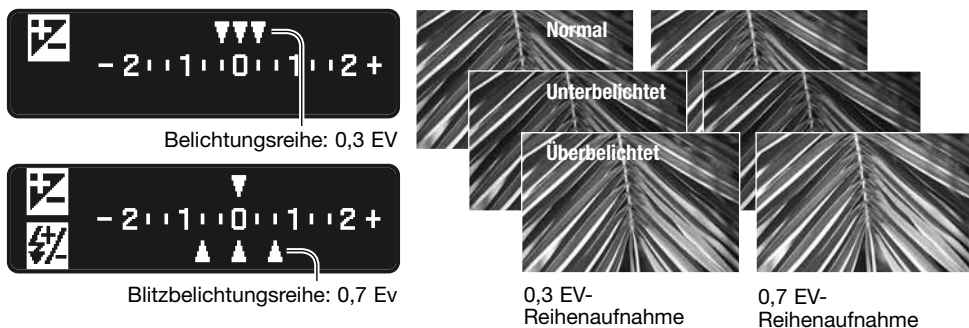 - 2 1 0 1 2 +
Belichtungsreihe: 0,3 EV
- 2 1 0 1 2 +
Blitzbelichtungsreihe: 0,7 Ev
Normal
Unterbelichtet
Überbelichtet
0,3 EV-
Reihenaufnahme
0,7 EV-
Reihenaufnahme